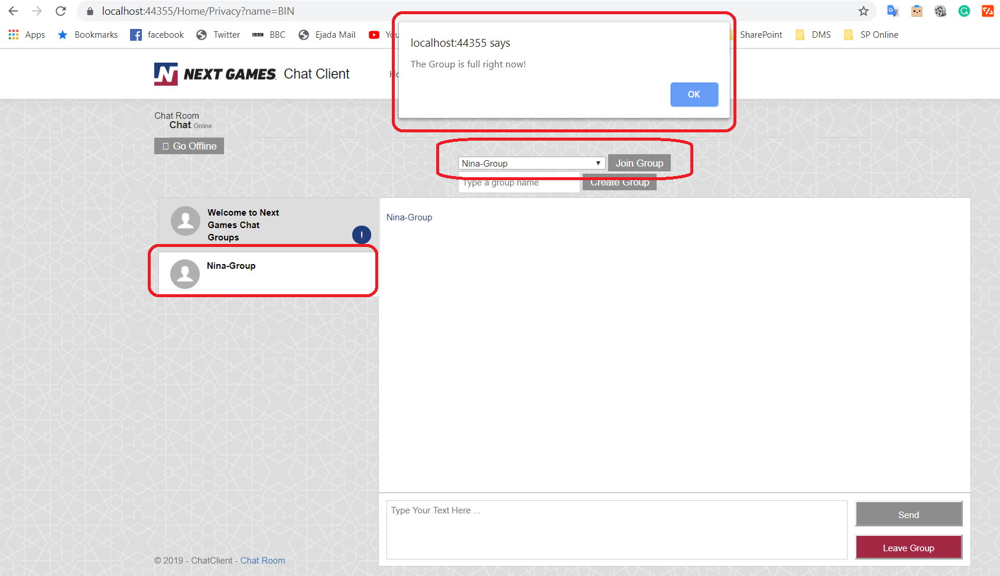 localhost:44355/Home/Privacy?name=BIN
Apps Bookmarks facebook Twitter BBC BBC Ejada Mail SharePoint DMS SP Online
localhost:44355 says
The Group is full right now!
OK
N NEXT GAMES Chat Client
Chat Room
Chat Online
Go Offline
Nina-Group Join Group
Type a group name Create Group
Welcome to Next
Games Chat
Groups
!
Nina-Group
Nina-Group
Type Your Text Here ...
Send
Leave Group
© 2019 - ChatClient - Chat Room